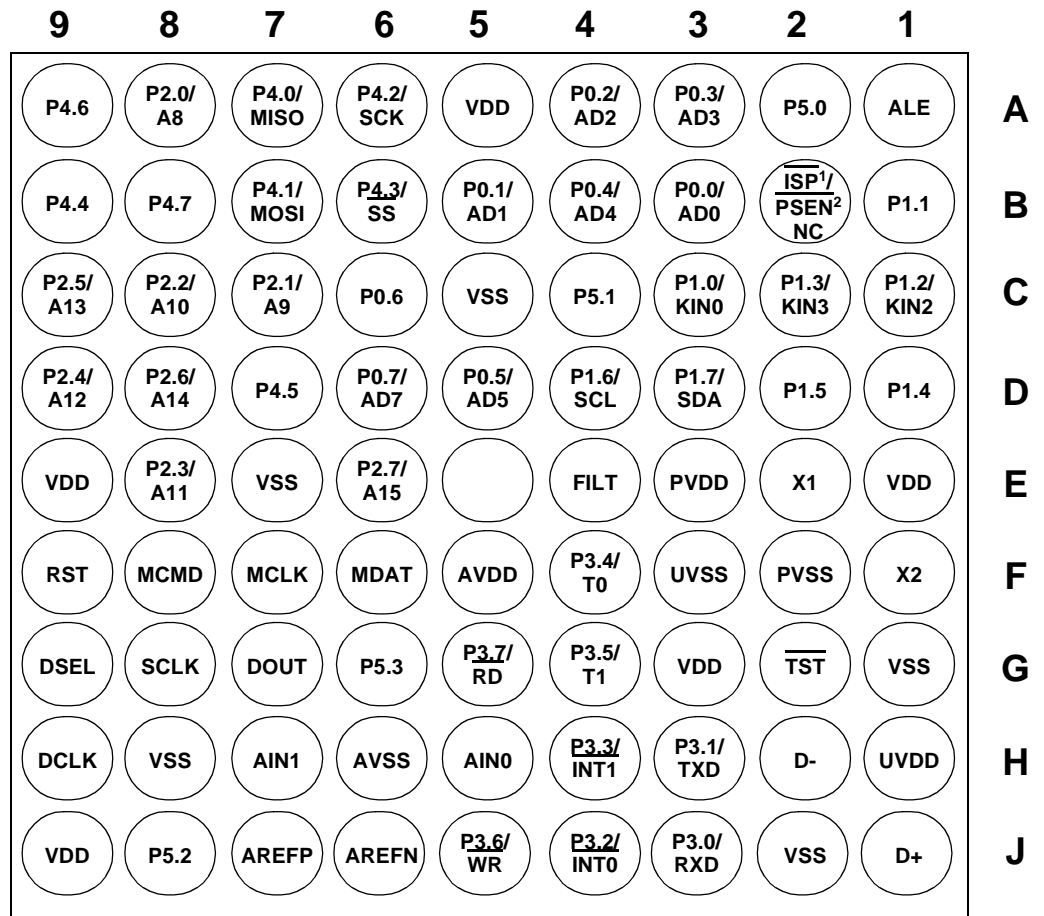 9 8 7 6 5 4 3 2 1
P4.6 P2.0/ P4.0/ P4.2/ VDD P0.2/ P0.3/ P5.0 ALE A
A8 MISO SCK AD2 AD3
P4.4 P4.7 P4.1/ P4.3/ P0.1/ P0.4/ P0.0/ ISP1/ P1.1 B
MOSI SS AD1 AD4 AD0 PSEN2
NC
P2.5/ P2.2/ P2.1/ P0.6 VSS P5.1 P1.0/ P1.3/ P1.2/ C
A13 A10 A9 KIN0 KIN3 KIN2
P2.4/ P2.6/ P4.5 P0.7/ P0.5/ P1.6/ P1.7/ P1.5 P1.4 D
A12 A14 AD7 AD5 SCL SDA
VDD P2.3/ VSS P2.7/ FILT PVDD X1 VDD E
A11 A15
RST MCMD MCLK MDAT AVDD P3.4/ UVSS PVSS X2 F
T0
DSEL SCLK DOUT P5.3 P3.7/ P3.5/ VDD TST VSS G
RD T1
DCLK VSS AIN1 AVSS AIN0 P3.3/ P3.1/ D- UVDD H
INT1 TXD
VDD P5.2 AREFP AREFN P3.6/ P3.2/ P3.0/ VSS D+ J
WR INT0 RXD